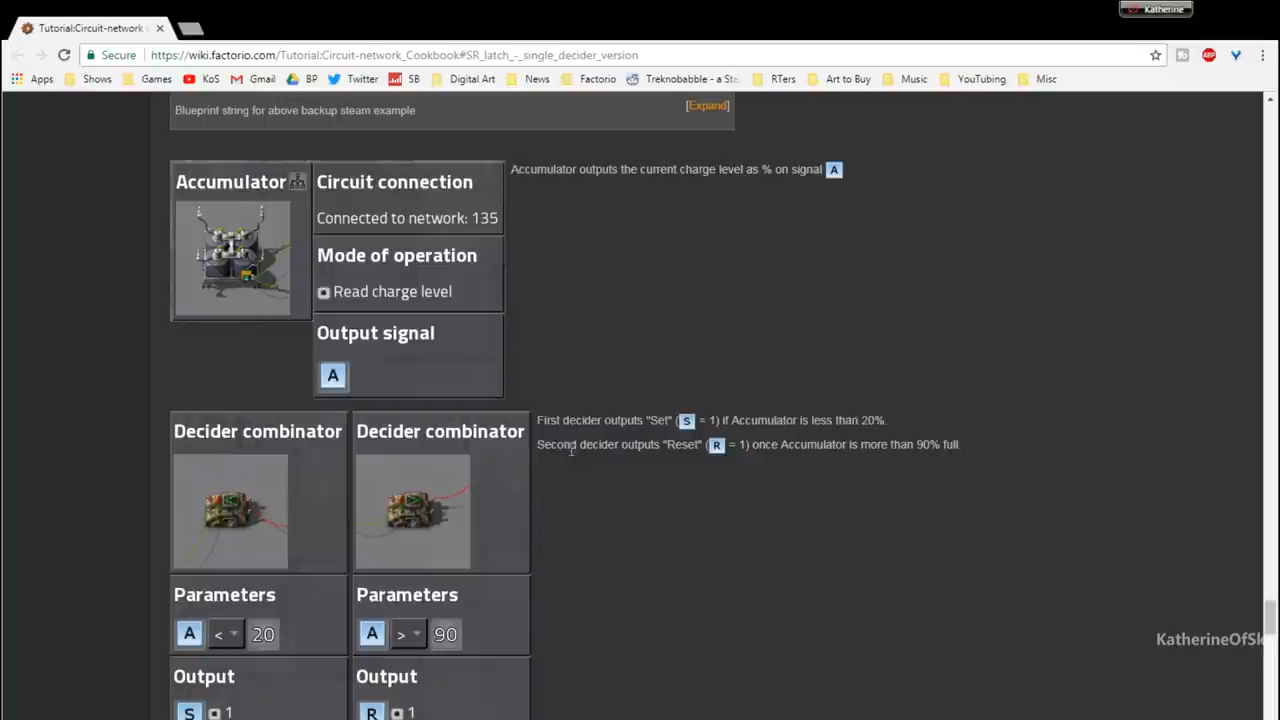 Katherine
Tutorial:Circuit-network
Secure
https://wiki.factorio.com/Tutorial:Circuit-network_Cookbook#SR_latch_-_single_decider_version
ABP
Apps Shows Games KoS Gmail BP Twitter SB Digital Art News Factorio Treknobabble – a Sta RTers Art to Buy Music YouTubing Misc
Blueprint string for above backup steam example [Expand]
Accumulator
Circuit connection
Connected to network: 135
Mode of operation
Read charge level
Output signal
A
Accumulator outputs the current charge level as % on signal A
Decider combinator Decider combinator
First decider outputs "Set" ( S = 1) if Accumulator is less than 20%.
Second decider outputs "Reset" ( R = 1) once Accumulator is more than 90% full.
Parameters Parameters
A < 20 A > 90
Output Output
S 1 R 1
KatherineOfSk